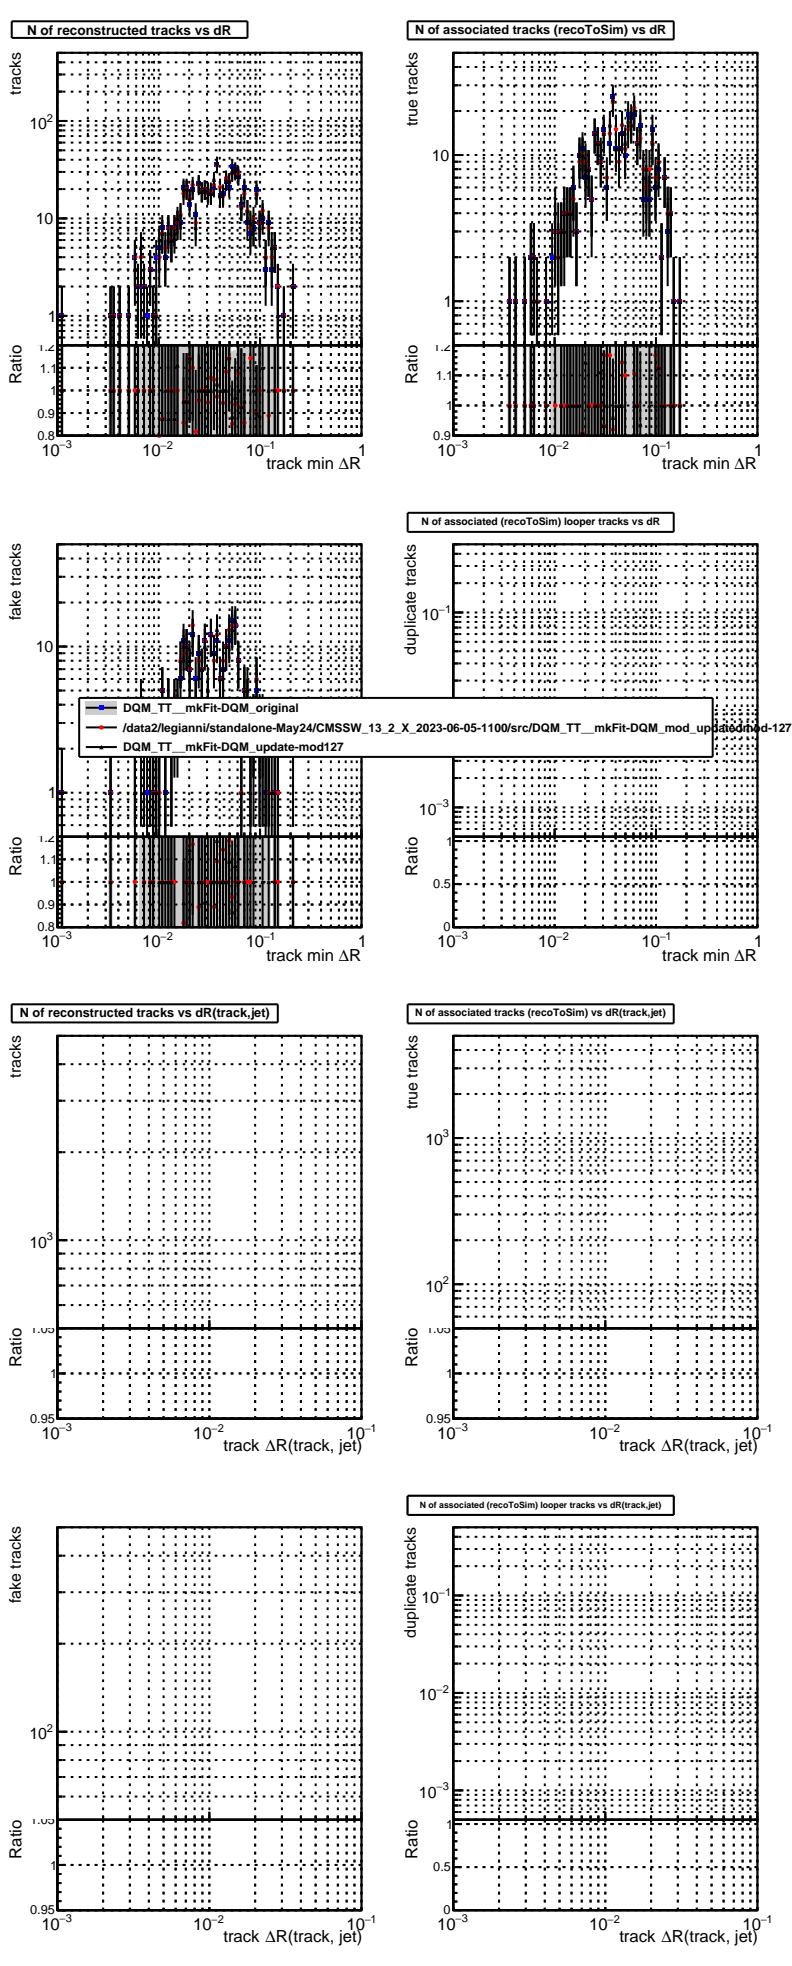 N of reconstructed tracks vs dR
N of associated tracks (recoToSim) vs dR
tracks
10²
10
1
Ratio
1.2
1.1
1
0.9
0.8
10⁻³
10⁻²
10⁻¹
1
track min ΔR
true tracks
10
1
Ratio
1.2
1.1
1
0.9
10⁻³
10⁻²
10⁻¹
1
track min ΔR
N of associated (recoToSim) looper tracks vs dR
fake tracks
10
1
Ratio
1.2
1.1
1
0.9
0.8
10⁻³
10⁻²
10⁻¹
1
track min ΔR
duplicate tracks
10⁻¹
10⁻³
Ratio
1
0.5
0
10⁻³
10⁻²
10⁻¹
1
track min ΔR
DQM_TT__mkFit-DQM_original
/data2/legianni/standalone-May24/CMSSW_13_2_X_2023-06-05-1100/src/DQM_TT__mkFit-DQM_mod_updatedmod-127
DQM_TT__mkFit-DQM_update-mod127
N of reconstructed tracks vs dR(track,jet)
N of associated tracks (recoToSim) vs dR(track,jet)
tracks
10³
Ratio
1.05
1
0.95
10⁻³
10⁻²
10⁻¹
track ΔR(track, jet)
true tracks
10³
10²
Ratio
1.05
1
0.95
10⁻³
10⁻²
10⁻¹
track ΔR(track, jet)
N of associated (recoToSim) looper tracks vs dR(track,jet)
fake tracks
10²
Ratio
1.05
1
0.95
10⁻³
10⁻²
10⁻¹
track ΔR(track, jet)
duplicate tracks
10⁻¹
10⁻²
10⁻³
Ratio
1
0.5
0
10⁻³
10⁻²
10⁻¹
track ΔR(track, jet)